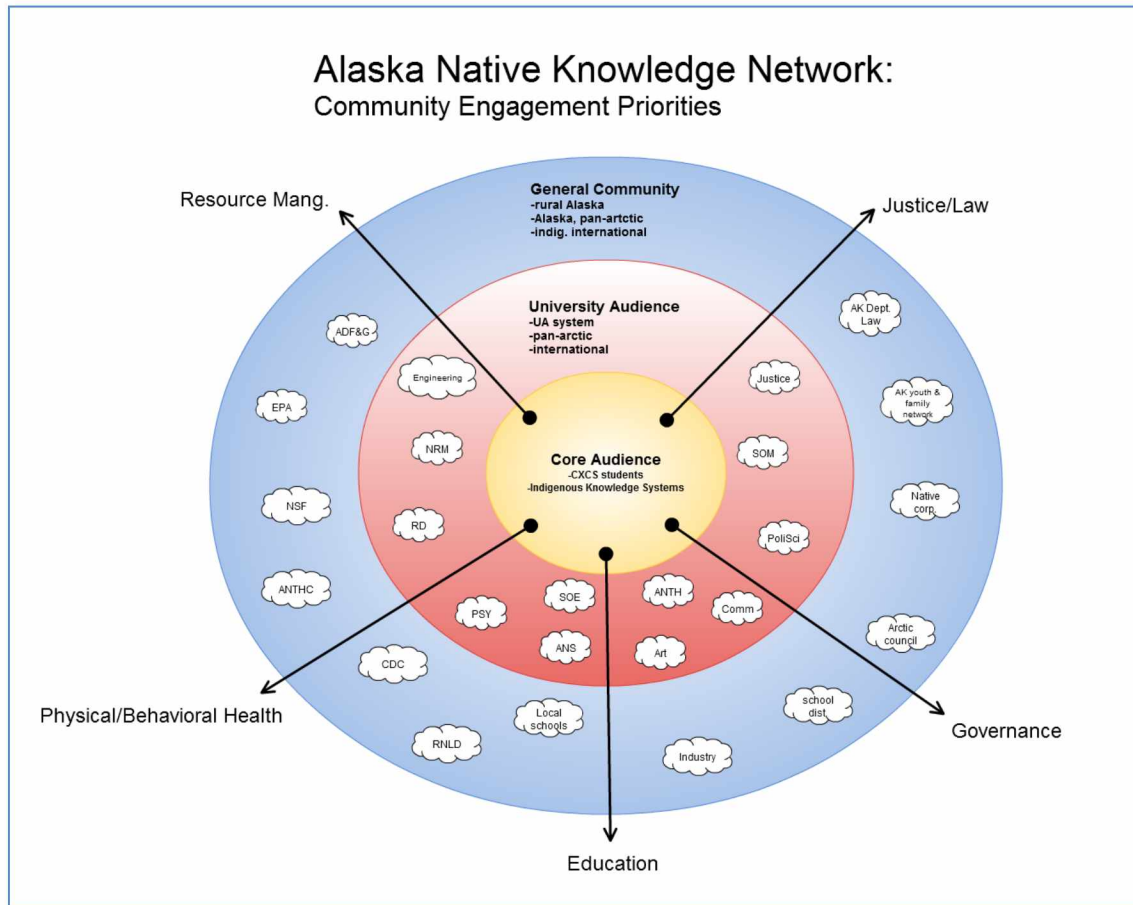 Alaska Native Knowledge Network:
Community Engagement Priorities
Resource Mang.
Justice/Law
General Community
-rural Alaska
-Alaska, pan-artctic
-indig. international
University Audience
-UA system
-pan-arctic
-international
Core Audience
-CXCS students
-Indigenous Knowledge Systems
ADF&G
EPA
NSF
ANTHC
CDC
RNLD
Local
schools
Industry
school
dist.
Arctic
council
Native
corp.
AK youth &
family
network
AK Dept.
Law
Engineering
NRM
RD
PSY
SOE
ANS
ANTH
Art
Comm
PoliSci
SOM
Justice
Physical/Behavioral Health
Education
Governance